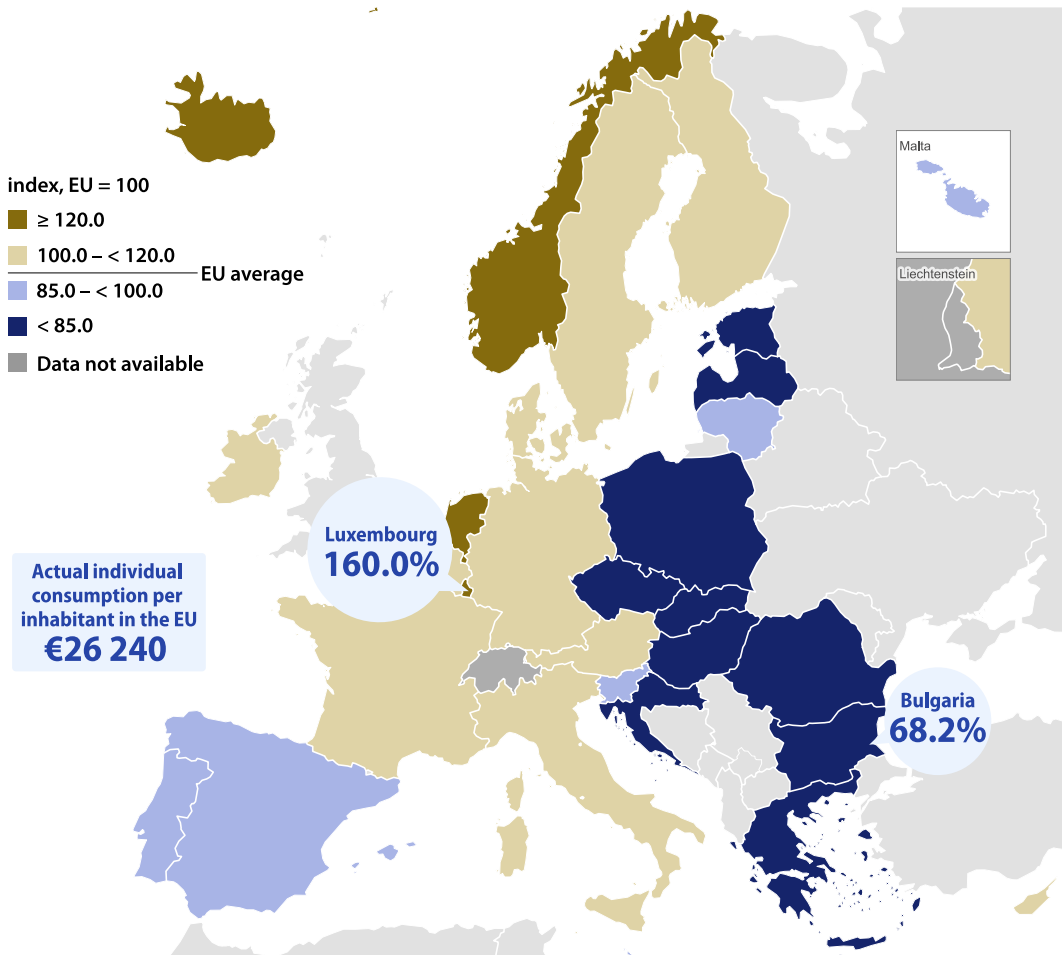 index, EU = 100
≥ 120.0
100.0 – < 120.0
EU average
85.0 – < 100.0
< 85.0
Data not available
Malta
Liechtenstein
Luxembourg
160.0%
Actual individual
consumption per
inhabitant in the EU
€26 240
Bulgaria
68.2%